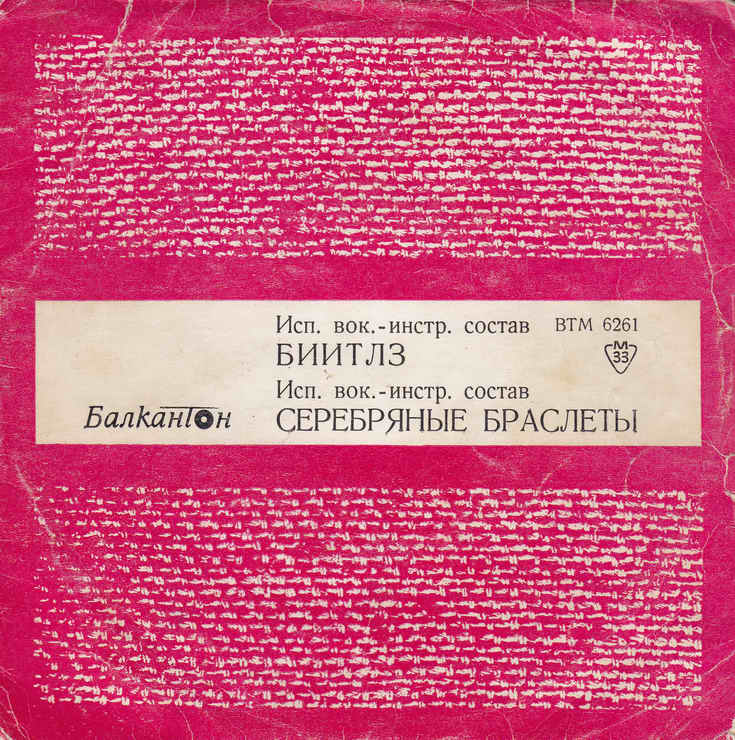 Исп. вок.-инстр. состав ВТМ 6261
БИИТЛЗ
М
33
Исп. вок.-инстр. состав
Балкантон
СЕРЕБРЯНЫЕ БРАСЛЕТЫ